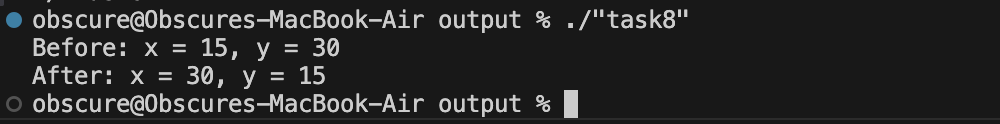 obscure@Obscures-MacBook-Air output % ./"task8"
Before: x = 15, y = 30
After: x = 30, y = 15
obscure@Obscures-MacBook-Air output %